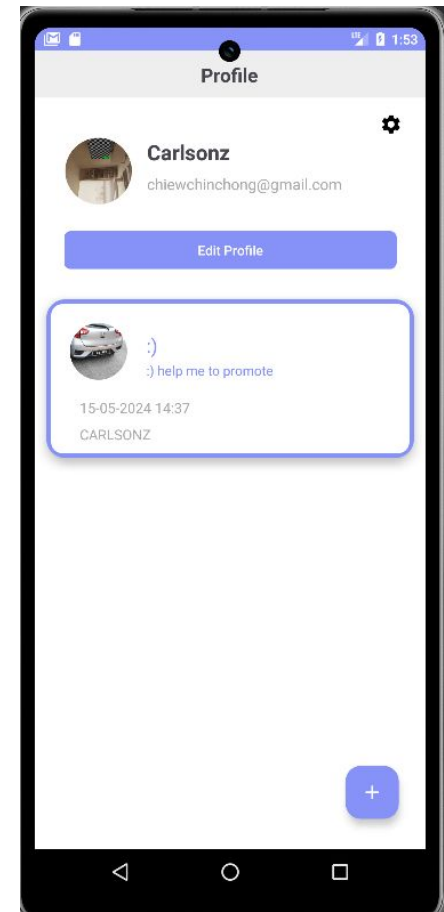 LTE 1:53
Profile
Carlsonz
chiewchinchong@gmail.com
Edit Profile
:)
:) help me to promote
15-05-2024 14:37
CARLSONZ
+